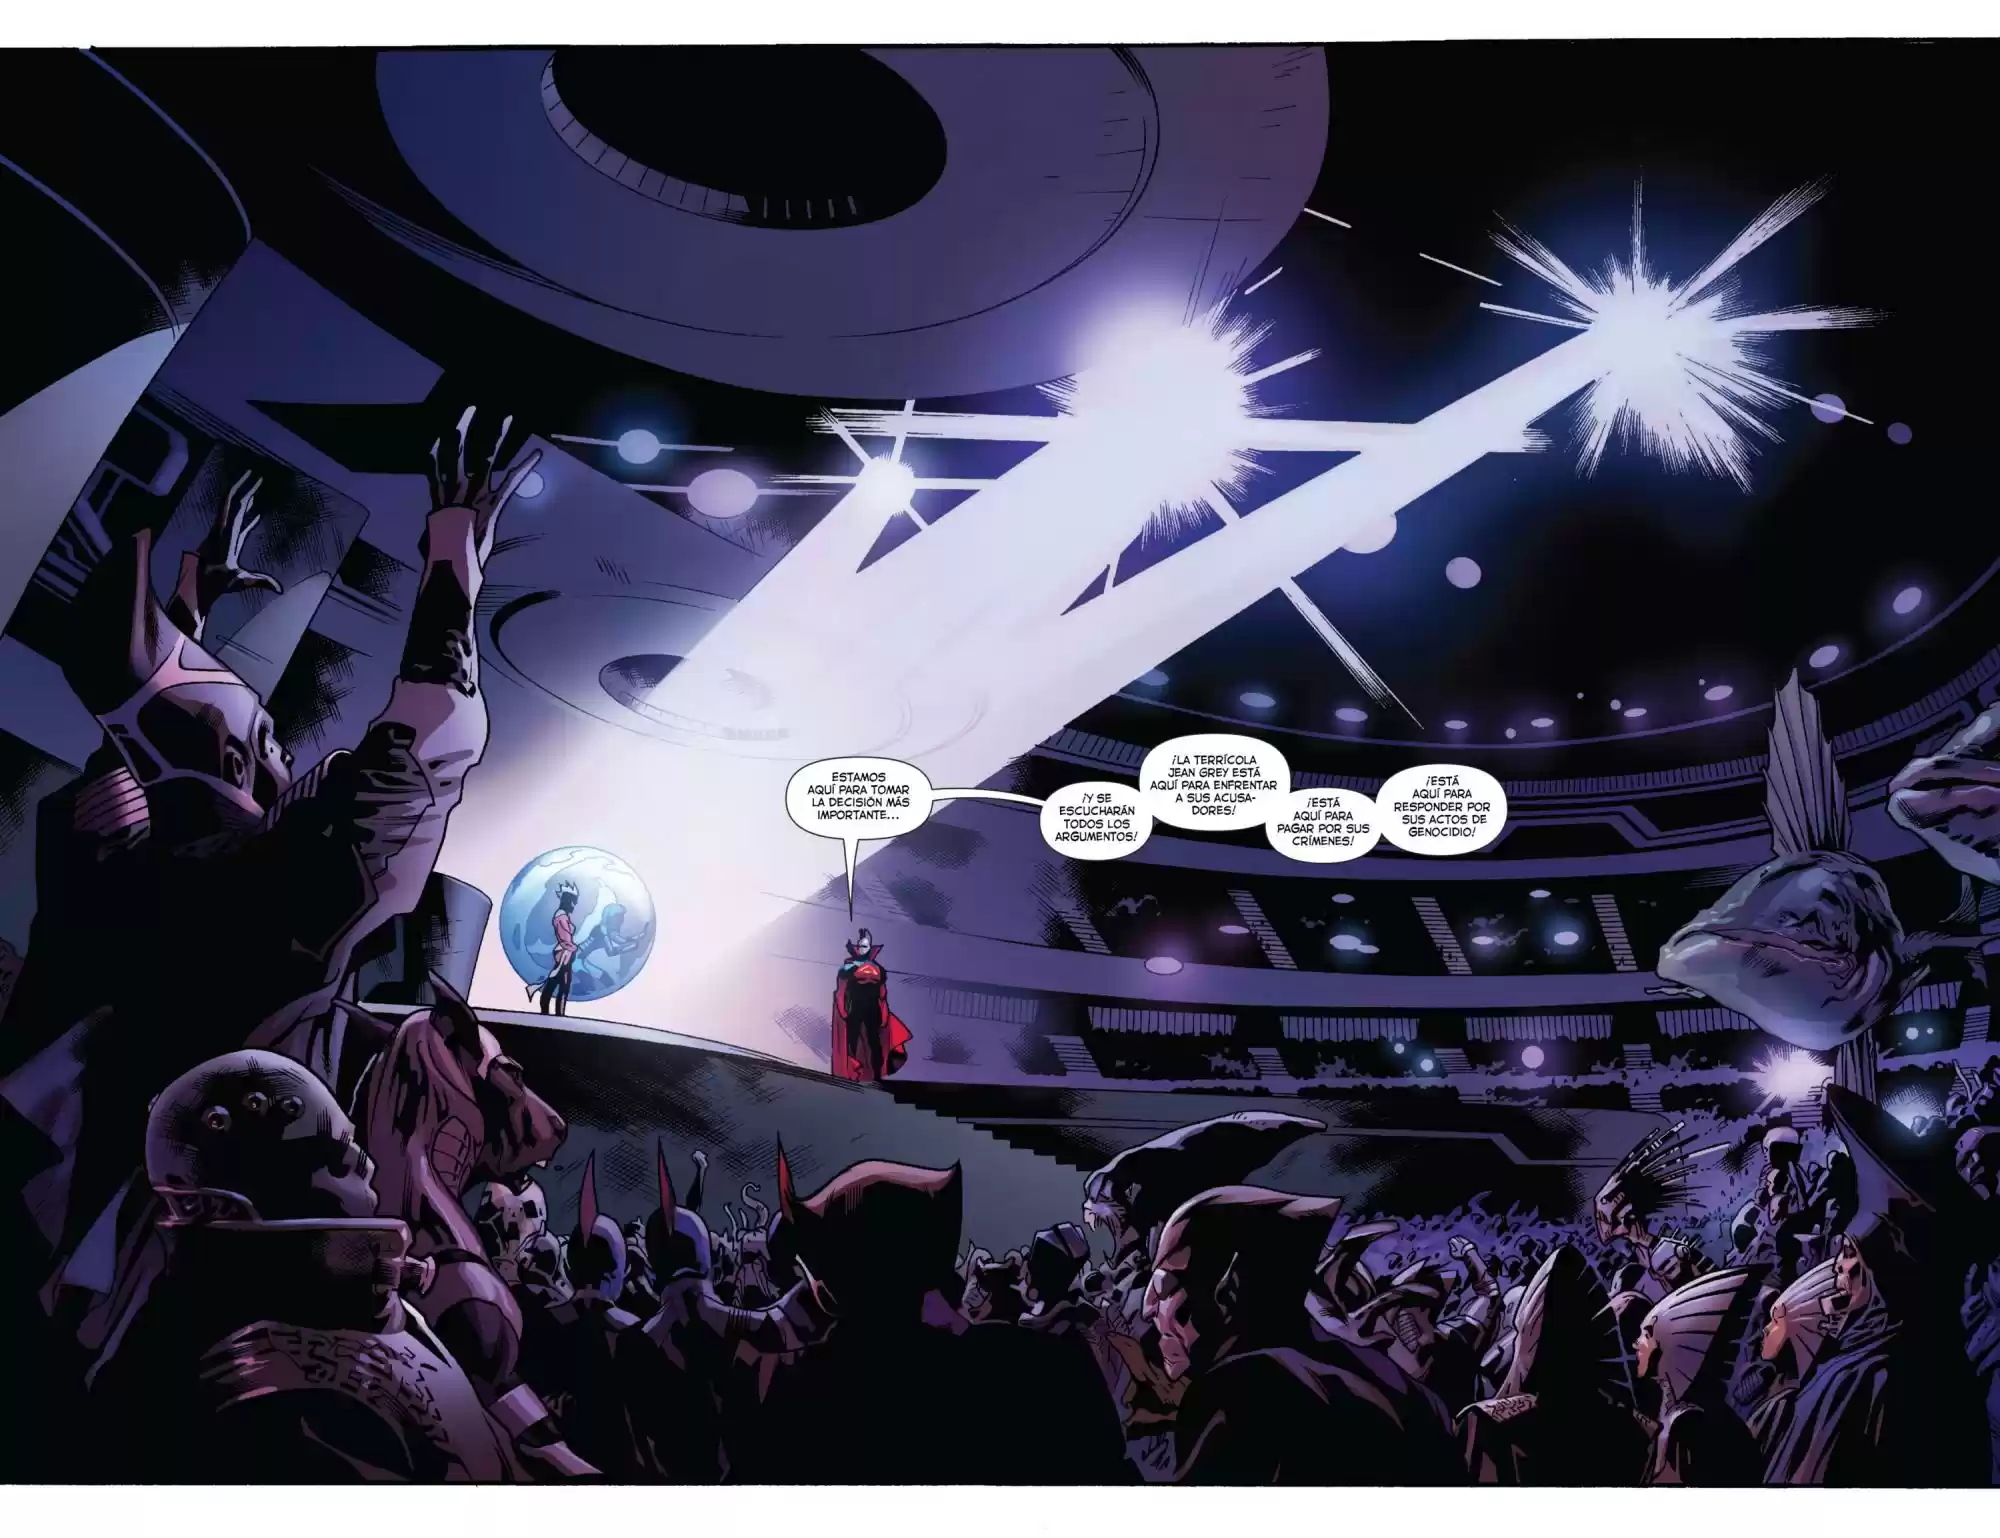 ESTAMOS
AQUÍ PARA TOMAR
LA DECISIÓN MÁS
IMPORTANTE...
¡Y SE
ESCUCHARÁN
TODOS LOS
ARGUMENTOS!
¡LA TERRÍCOLA
JEAN GREY ESTÁ
AQUÍ PARA ENFRENTAR
A SUS ACUSA-
DORES!
¡ESTÁ
AQUÍ PARA
PAGAR POR SUS
CRÍMENES!
¡ESTÁ
AQUÍ PARA
RESPONDER POR
SUS ACTOS DE
GENOCIDIO!